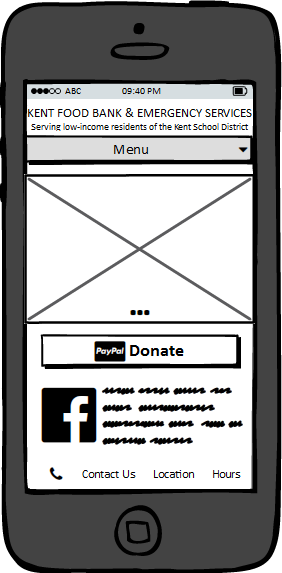 ABC 09:40 PM
KENT FOOD BANK & EMERGENCY SERVICES
Serving low-income residents of the Kent School District
Menu
PayPal Donate
f
Contact Us Location Hours